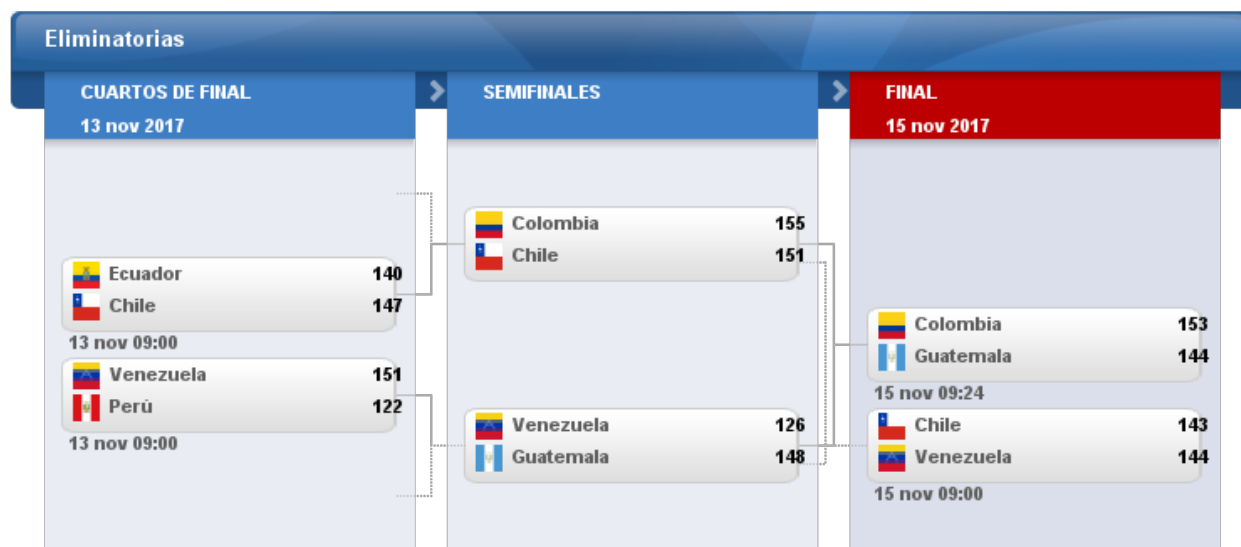 Eliminatorias
CUARTOS DE FINAL
13 nov 2017
Ecuador 140
Chile 147
13 nov 09:00
Venezuela 151
Perú 122
13 nov 09:00
SEMIFINALES
Colombia 155
Chile 151
Venezuela 126
Guatemala 148
FINAL
15 nov 2017
Colombia 153
Guatemala 144
15 nov 09:24
Chile 143
Venezuela 144
15 nov 09:00